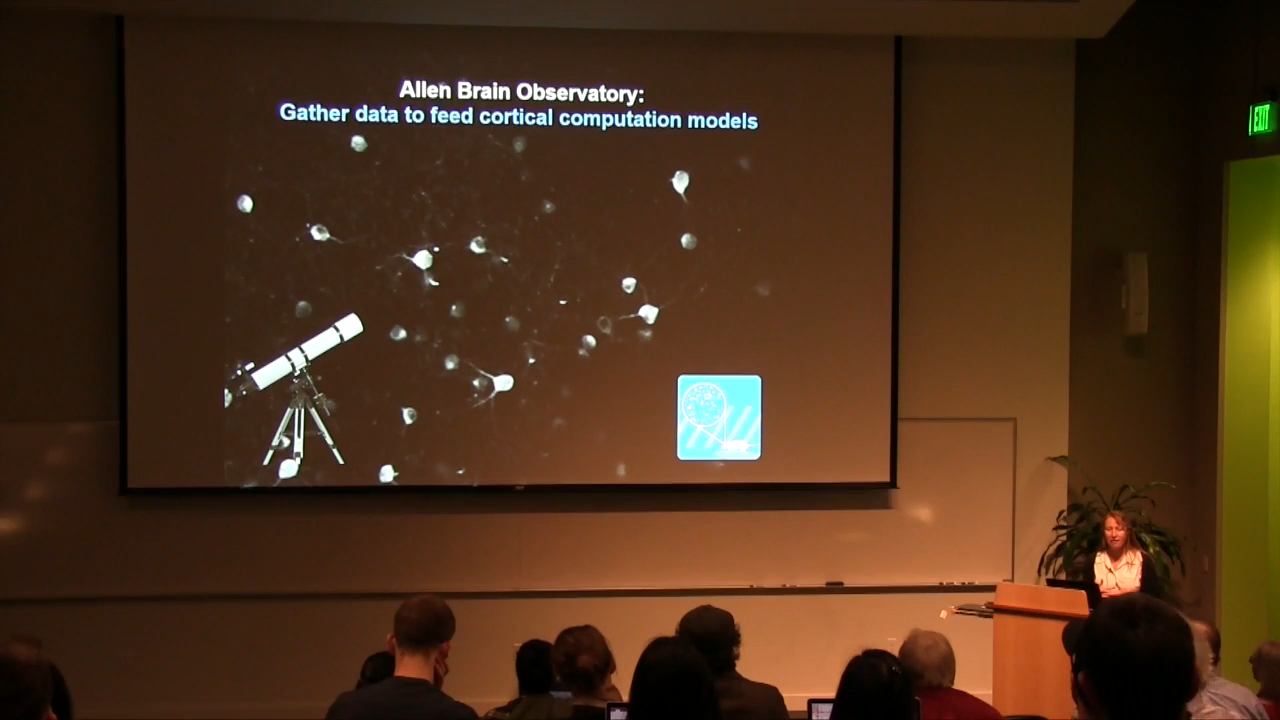 Allen Brain Observatory:
Gather data to feed cortical computation models
EXIT